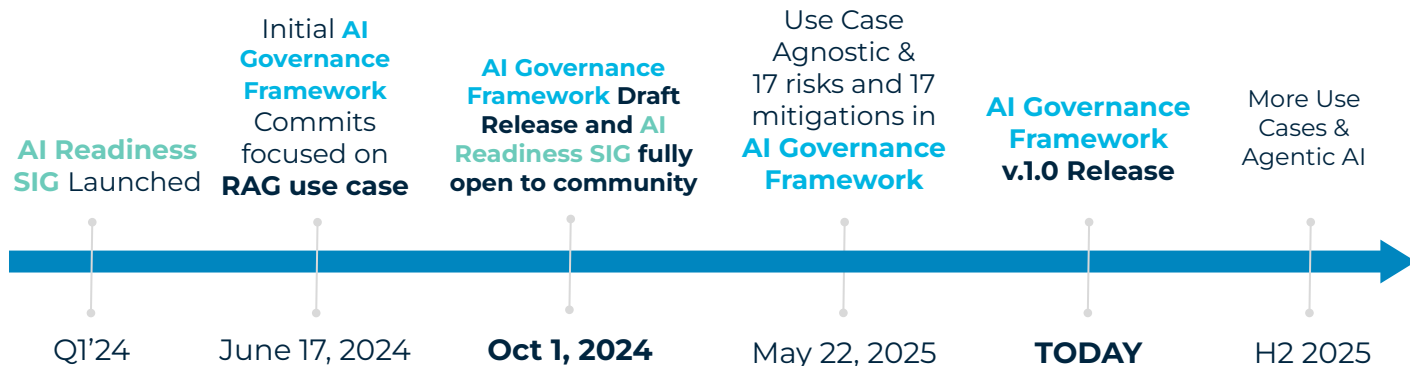 AI Readiness
SIG Launched
Initial AI
Governance
Framework
Commits
focused on
RAG use case
AI Governance
Framework Draft
Release and AI
Readiness SIG fully
open to community
Use Case
Agnostic &
17 risks and 17
mitigations in
AI Governance
Framework
AI Governance
Framework
v.1.0 Release
More Use
Cases &
Agentic AI
Q1’24
June 17, 2024
Oct 1, 2024
May 22, 2025
TODAY
H2 2025